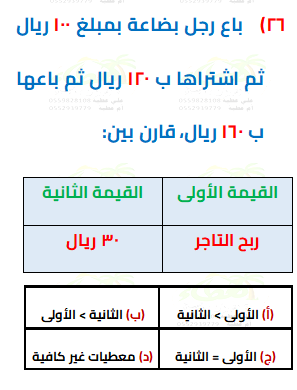 ٢٦) باع رجل بضاعة بمبلغ ١٠٠ ريال
ثم اشتراها ب ١٢٠ ريال ثم باعها
ب ١٦٠ ريال، قارن بين:
القيمة الأولى القيمة الثانية
ربح التاجر ٣٠ ريال
(أ) الأولى > الثانية (ب) الثانية > الأولى
(ج) الأولى = الثانية (د) معطيات غير كافية